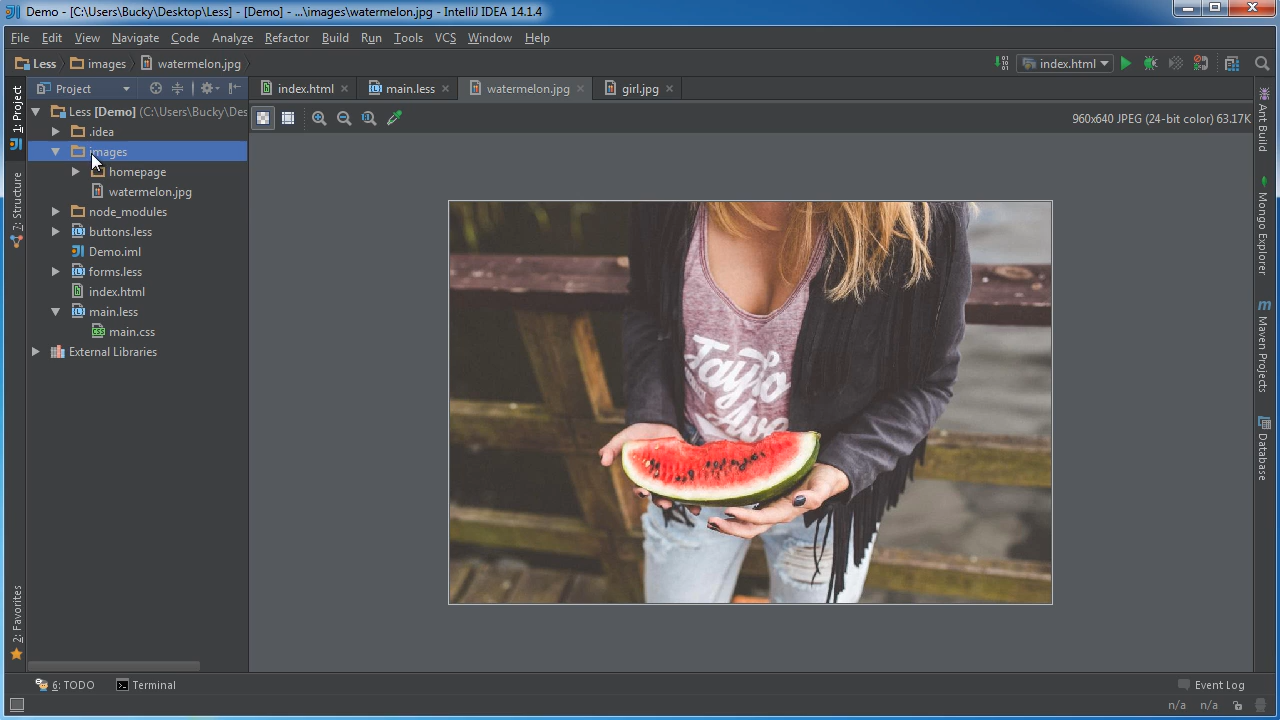 Demo - [C:\Users\Bucky\Desktop\Less] - [Demo] - ...\images\watermelon.jpg - IntelliJ IDEA 14.1.4
File Edit View Navigate Code Analyze Refactor Build Run Tools VCS Window Help
Less images watermelon.jpg index.html
1: Project
7: Structure
2: Favorites
Project
Less [Demo] (C:\Users\Bucky\Des
.idea
images
homepage
watermelon.jpg
node_modules
buttons.less
Demo.iml
forms.less
index.html
main.less
main.css
External Libraries
index.html main.less watermelon.jpg girl.jpg
960x640 JPEG (24-bit color) 63.17K
Taylo
Ave
Ant Build
Mongo Explorer
Maven Projects
Database
6: TODO Terminal Event Log
n/a n/a